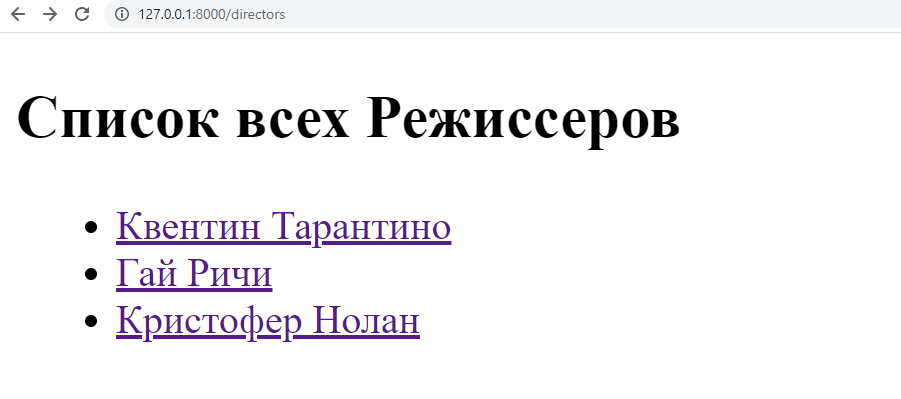 127.0.0.1:8000/directors
Список всех Режиссеров
Квентин Тарантино
Гай Ричи
Кристофер Нолан